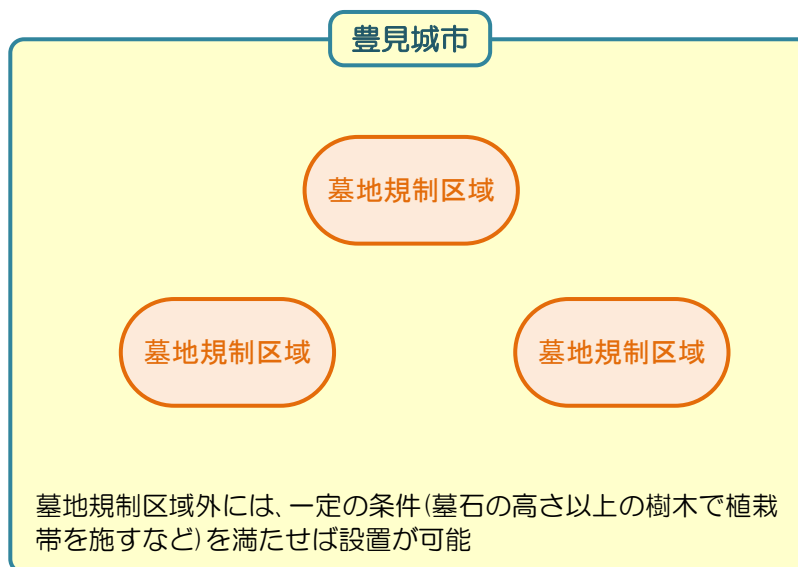 豊見城市
墓地規制区域
墓地規制区域
墓地規制区域
墓地規制区域外には、一定の条件(墓石の高さ以上の樹木で植栽
帯を施すなど)を満たせば設置が可能